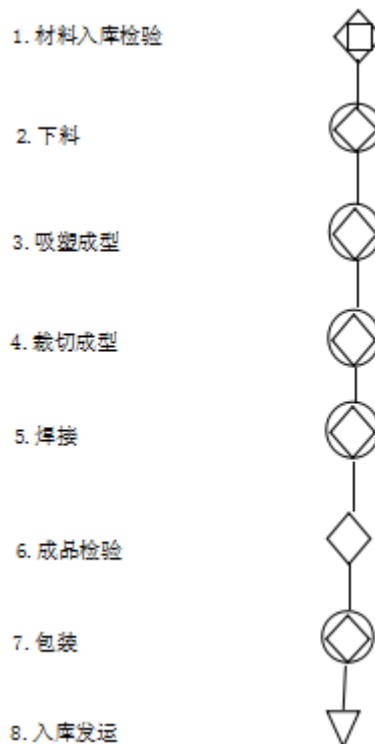 1. 材料入库检验
2. 下料
3. 吸塑成型
4. 裁切成型
5. 焊接
6. 成品检验
7. 包装
8. 入库发运